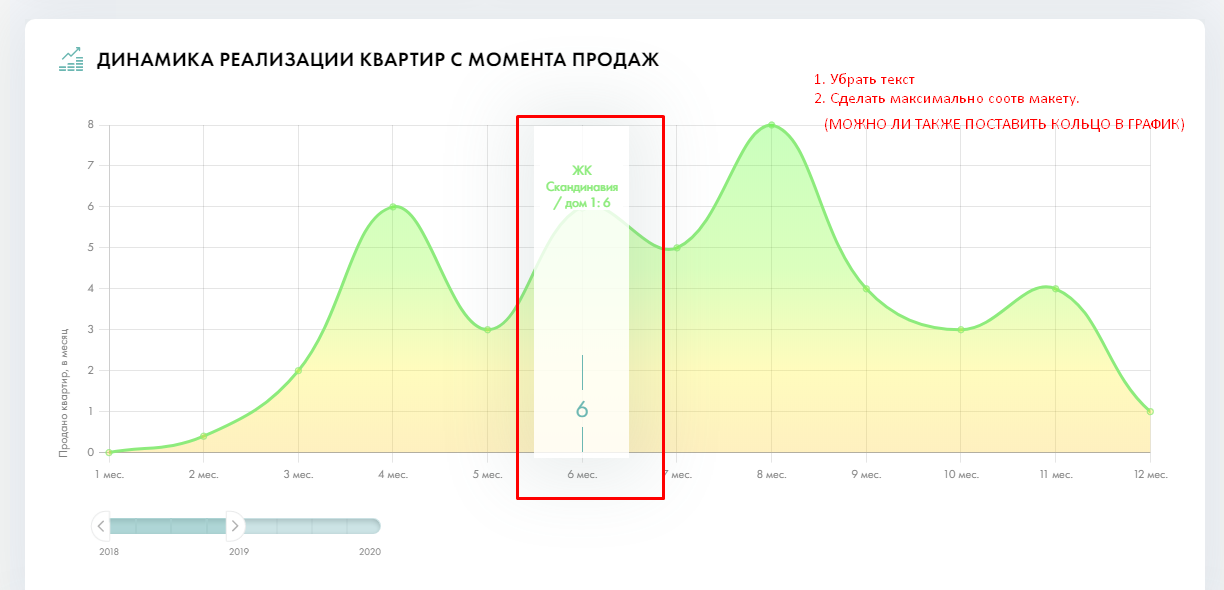 ДИНАМИКА РЕАЛИЗАЦИИ КВАРТИР С МОМЕНТА ПРОДАЖ
1. Убрать текст
2. Сделать максимально соотв макету.
(МОЖНО ЛИ ТАКЖЕ ПОСТАВИТЬ КОЛЬЦО В ГРАФИК)
8
7
6
5
4
3
2
1
0
Продано квартир, в месяц
ЖК
Скандинавия
/ дом 1: 6
6
1 мес.
2 мес.
3 мес.
4 мес.
5 мес.
6 мес.
7 мес.
8 мес.
9 мес.
10 мес.
11 мес.
12 мес.
2018
2019
2020